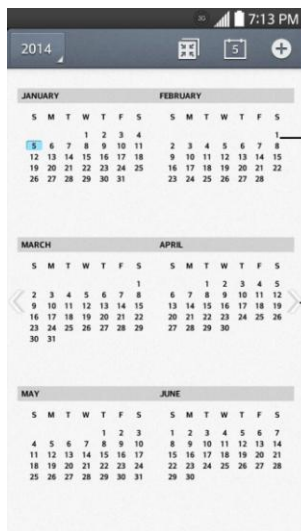 3G 7:13 PM
2014 5
JANUARY FEBRUARY
S M T W T F S S M T W T F S
1 2 3 4 1
5 6 7 8 9 10 11 2 3 4 5 6 7 8
12 13 14 15 16 17 18 9 10 11 12 13 14 15
19 20 21 22 23 24 25 16 17 18 19 20 21 22
26 27 28 29 30 31 23 24 25 26 27 28
MARCH APRIL
S M T W T F S S M T W T F S
1 1 2 3 4 5
2 3 4 5 6 7 8 6 7 8 9 10 11 12
9 10 11 12 13 14 15 13 14 15 16 17 18 19
16 17 18 19 20 21 22 20 21 22 23 24 25 26
23 24 25 26 27 28 29 27 28 29 30
30 31
MAY JUNE
S M T W T F S S M T W T F S
1 2 3 1 2 3 4 5 6 7
4 5 6 7 8 9 10 8 9 10 11 12 13 14
11 12 13 14 15 16 17 15 16 17 18 19 20 21
18 19 20 21 22 23 24 22 23 24 25 26 27 28
25 26 27 28 29 30 31 29 30